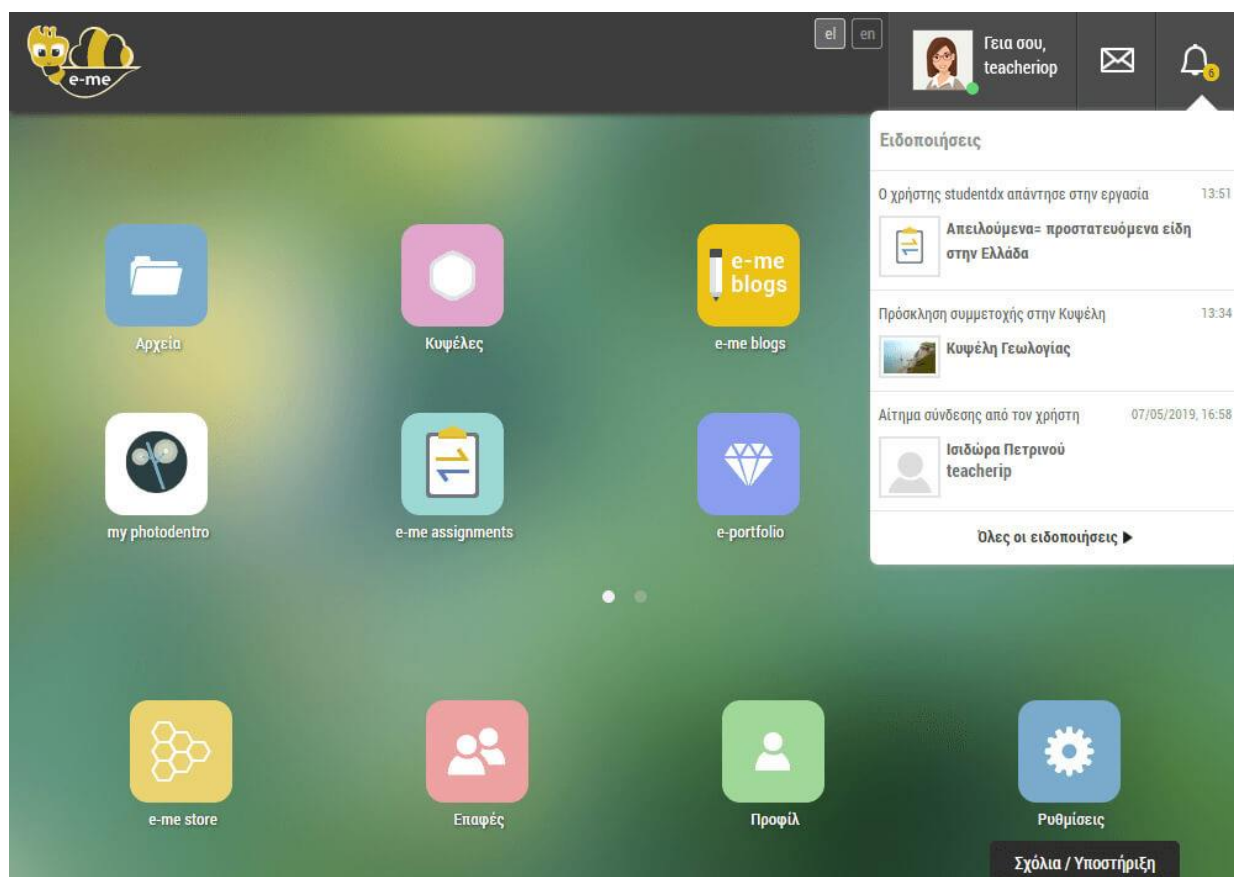 e-me
el en
Γεια σου,
teacheriop
6
Ειδοποιήσεις
Ο χρήστης studentdx απάντησε στην εργασία 13:51
Απειλούμενα= προστατευόμενα είδη
στην Ελλάδα
Πρόσκληση συμμετοχής στην Κυψέλη 13:34
Κυψέλη Γεωλογίας
Αίτημα σύνδεσης από τον χρήστη 07/05/2019, 16:58
Ισιδώρα Πετρινού
teacherip
Όλες οι ειδοποιήσεις
e-me
blogs
Αρχεία Κυψέλες e-me blogs
my photodentro e-me assignments e-portfolio
e-me store Επαφές Προφίλ Ρυθμίσεις
Σχόλια / Υποστήριξη